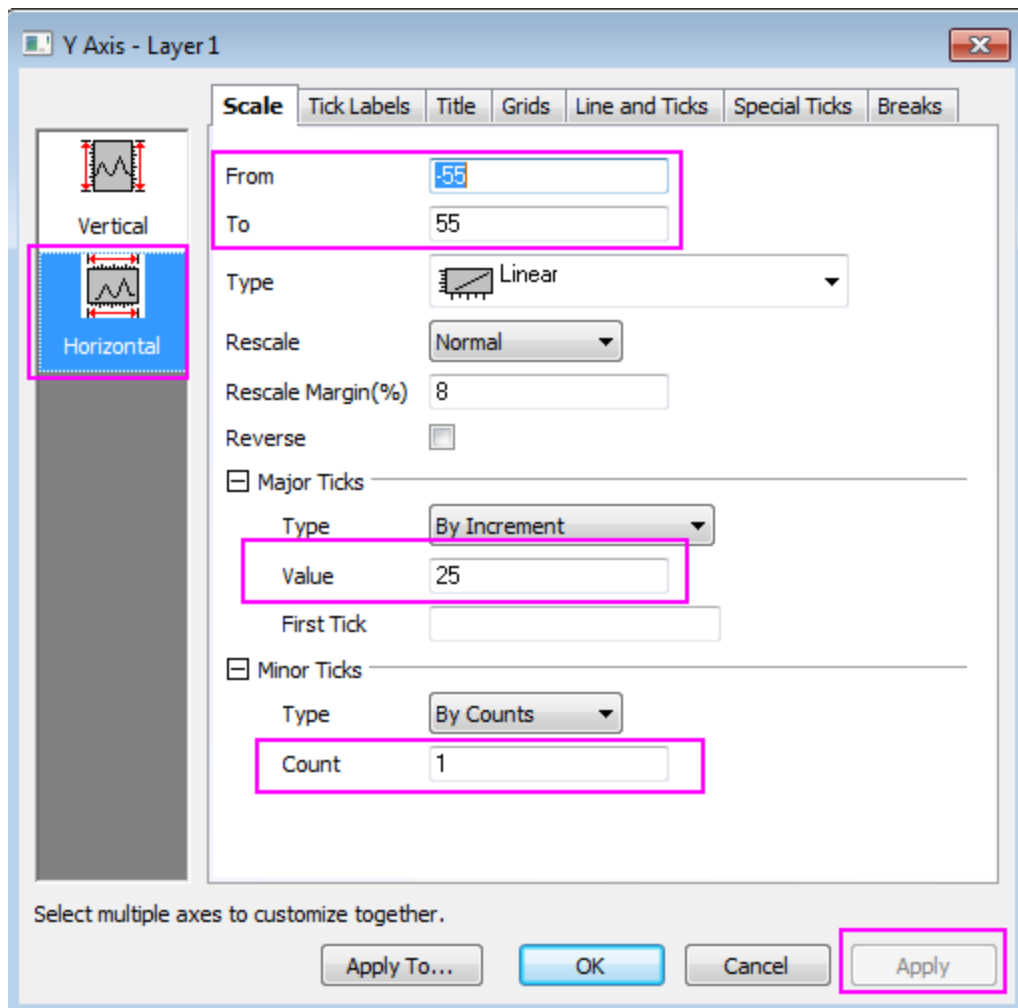 Y Axis - Layer 1
Scale Tick Labels Title Grids Line and Ticks Special Ticks Breaks
Vertical
Horizontal
From -55
To 55
Type Linear
Rescale Normal
Rescale Margin(%) 8
Reverse
Major Ticks
Type By Increment
Value 25
First Tick
Minor Ticks
Type By Counts
Count 1
Select multiple axes to customize together.
Apply To... OK Cancel Apply